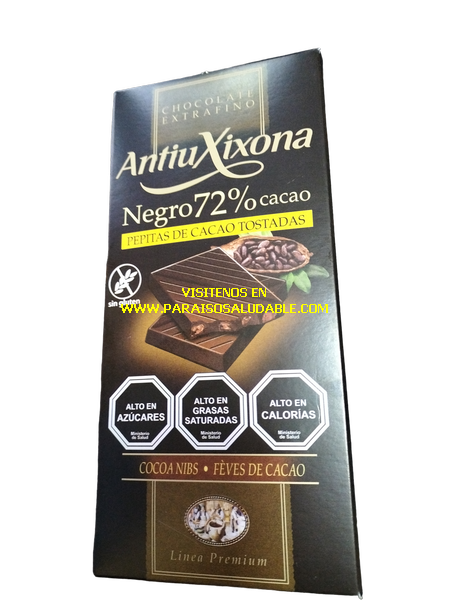 CHOCOLATE
EXTRAFINO
AntiuXixona
Negro 72% cacao
PEPITAS DE CACAO TOSTADAS
sin gluten
VISITENOS EN
WWW.PARAISOSALUDABLE.COM
ALTO EN
AZÚCARES
Ministerio
de Salud
ALTO EN
GRASAS
SATURADAS
Ministerio
de Salud
ALTO EN
CALORÍAS
Ministerio
de Salud
COCOA NIBS • FÈVES DE CACAO
Línea Premium